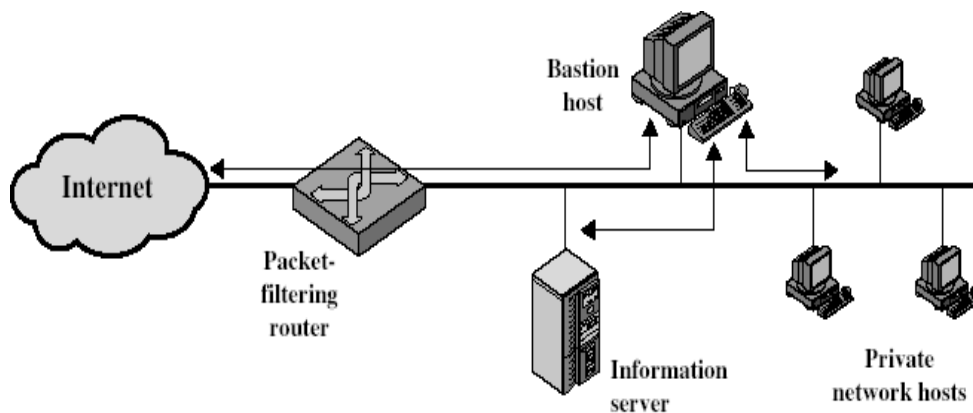 Bastion
host
Internet
Packet-
filtering
router
Information
server
Private
network hosts